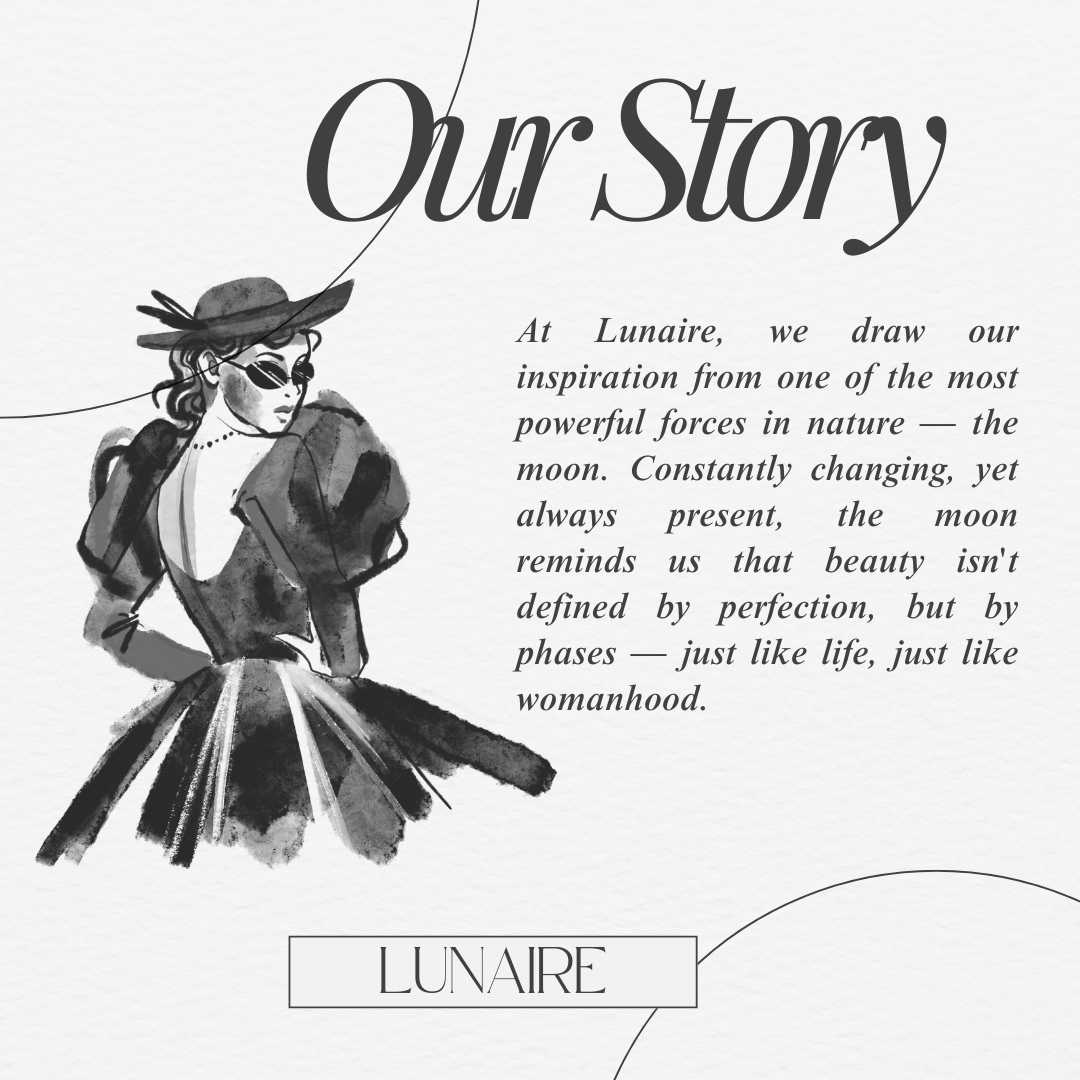 Our Story
At Lunaire, we draw our
inspiration from one of the most
powerful forces in nature — the
moon. Constantly changing, yet
always present, the moon
reminds us that beauty isn't
defined by perfection, but by
phases — just like life, just like
womanhood.
LUNAIRE